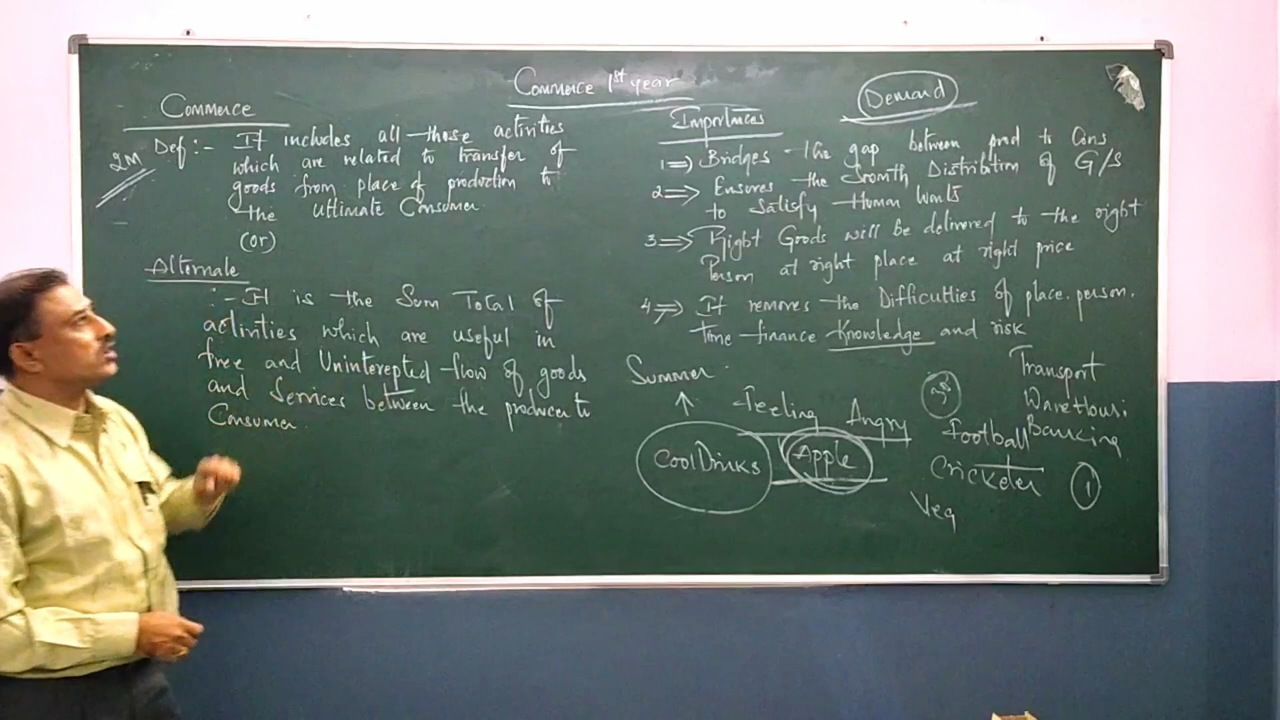 Commerce 1st year
Commerce
2M Def :- It includes all those activities
which are related to transfer of
goods from place of production to
the Ultimate Consumer
(or)
Alternate
:- It is the Sum Total of
activities which are useful in
free and Uninterepted flow of goods
and Services between the producer to
Consumer
Demand
Importances
1 => Bridges the gap between prod to Cons
2 => Ensures the Smooth Distribution of G/S
to Satisfy Human Wants
3 => Right Goods will be delivered to the right
Person at right place at right price
4 => It removes the Difficulties of place. person.
Time finance Knowledge and risk
Summer
Feeling Angry
Cool Drinks
Apple
Transport
Football
Banking
Cricketer
1
Veg